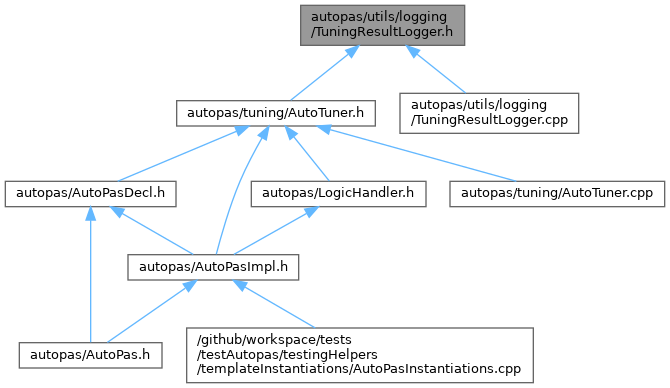 autopas/utils/logging
/TuningResultLogger.h
autopas/tuning/AutoTuner.h
autopas/utils/logging
/TuningResultLogger.cpp
autopas/AutoPasDecl.h
autopas/LogicHandler.h
autopas/tuning/AutoTuner.cpp
autopas/AutoPasImpl.h
autopas/AutoPas.h
/github/workspace/tests
/testAutopas/testingHelpers
/templateInstantiations/AutoPasInstantiations.cpp